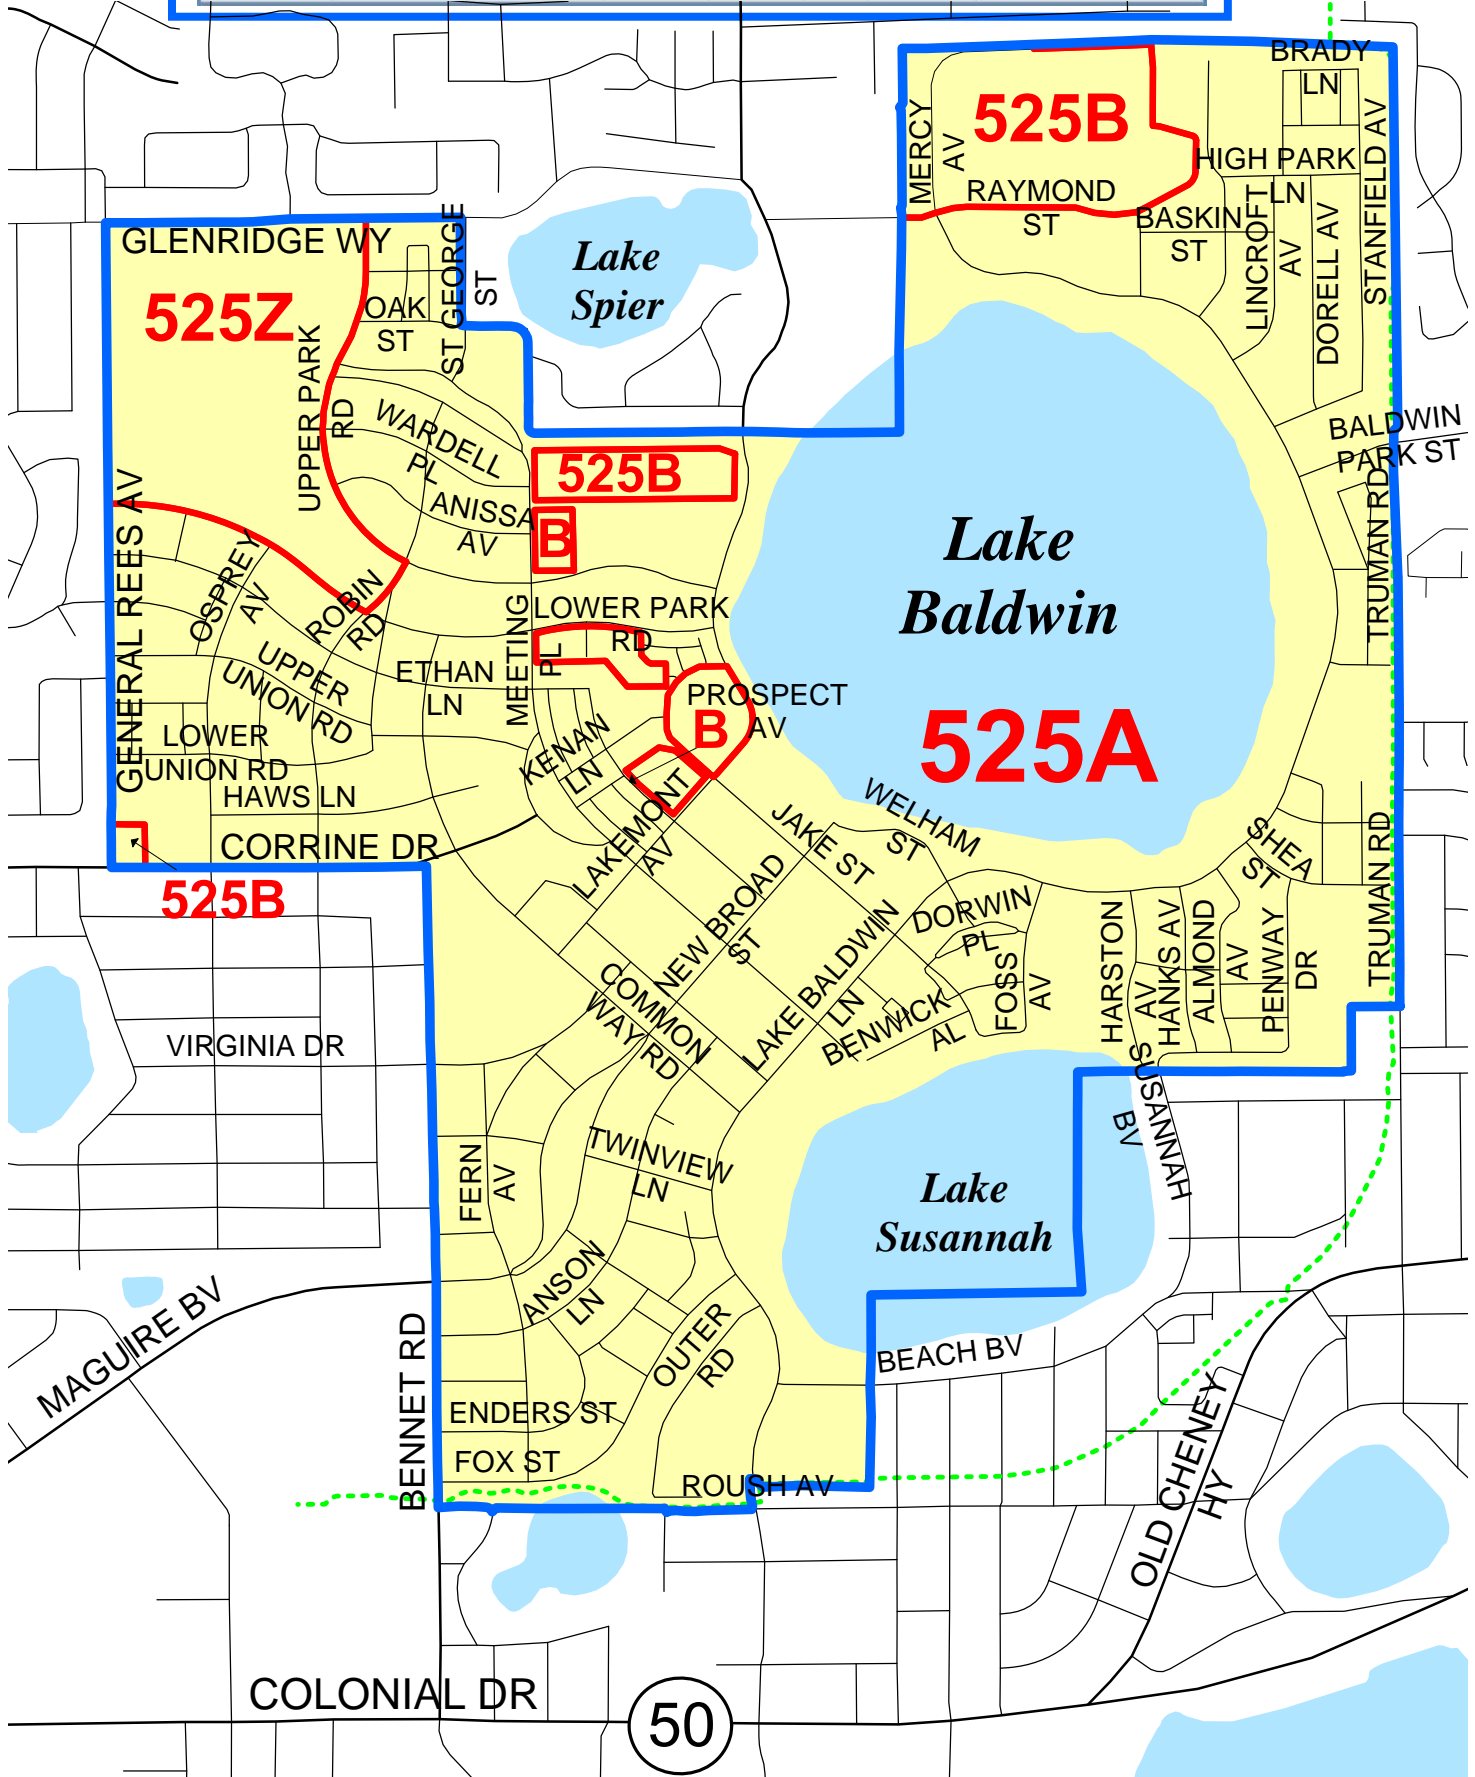 BRADY
LN
525B
MERCY
AV
HIGH PARK
LN
STANFIELD AV
RAYMOND
ST
BASKIN
ST
LINCROFT
AV
DORELL AV
GLENRIDGE WY
ST GEORGE
ST
Lake
Spier
525Z
OAK
ST
UPPER PARK
RD
WARDELL
PL
BALDWIN
PARK ST
525B
ANISSA
AV
B
GENERAL REES AV
TRUMAN RD
Lake
Baldwin
OSPREY
AV
ROBIN
RD
LOWER PARK
RD
MEETING
PL
UPPER
UNION RD
ETHAN
LN
PROSPECT
AV
B
525A
LOWER
UNION RD
KENAN
LN
HAWS LN
LAKEMONT
AV
JAKE ST
WELHAM
ST
SHEA
ST
TRUMAN RD
CORRINE DR
525B
NEW BROAD
ST
DORWIN
PL
LAKE BALDWIN
LN
FOSS
AV
HARSTON
AV
HANKS AV
ALMOND
AV
PENWAY
DR
COMMON
WAY RD
BENWICK
AL
VIRGINIA DR
SUSANNAH
BV
TWINVIEW
LN
FERN
AV
Lake
Susannah
ANSON
LN
MAGUIRE BV
OUTER
RD
BEACH BV
BENNET RD
ENDERS ST
FOX ST
ROUSH AV
OLD CHENEY
HY
COLONIAL DR
50